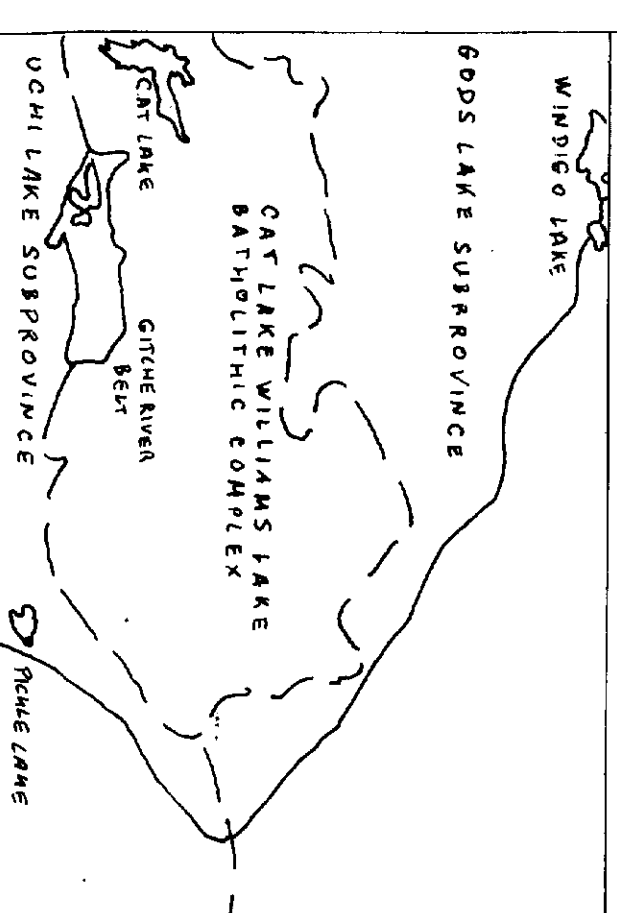 WINDIGO LAKE
GODS LAKE SUBPROVINCE
CAT LAKE WILLIAMS LAKE
BATHOLITHIC COMPLEX
CAT LAKE
GITCHE RIVER
BELT
UCHI LAKE SUBPROVINCE
PICKLE LAKE